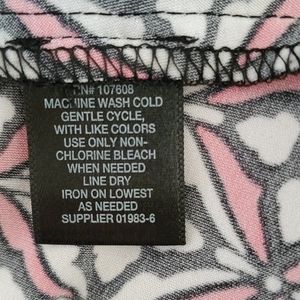 RN# 107608
MACHINE WASH COLD
GENTLE CYCLE,
WITH LIKE COLORS
USE ONLY NON-
CHLORINE BLEACH
WHEN NEEDED
LINE DRY
IRON ON LOWEST
AS NEEDED
SUPPLIER 01983-6